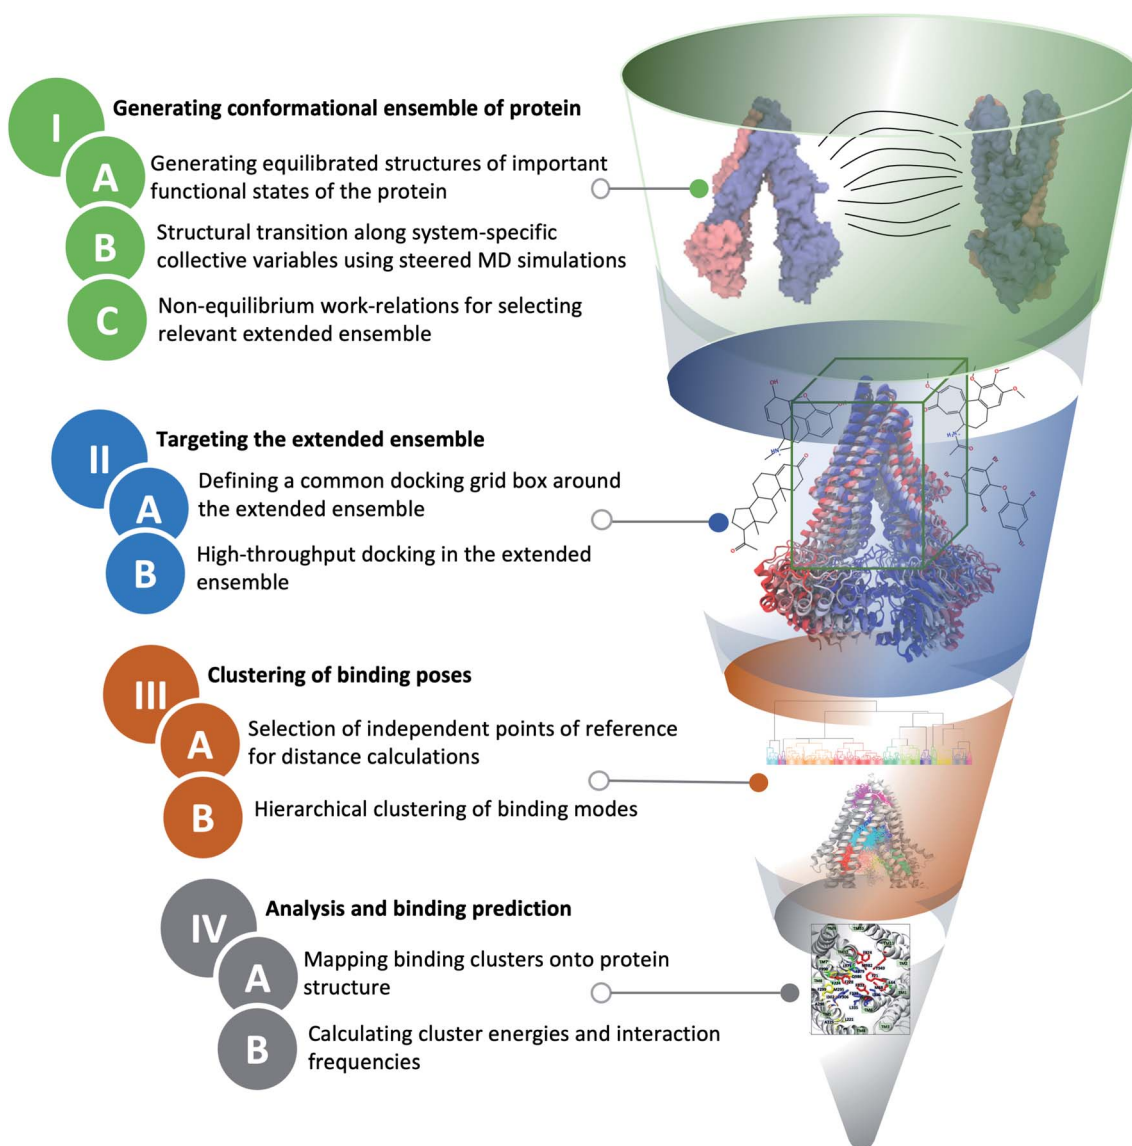 I
Generating conformational ensemble of protein
A
Generating equilibrated structures of important
functional states of the protein
B
Structural transition along system-specific
collective variables using steered MD simulations
C
Non-equilibrium work-relations for selecting
relevant extended ensemble
II
Targeting the extended ensemble
A
Defining a common docking grid box around
the extended ensemble
B
High-throughput docking in the extended
ensemble
III
Clustering of binding poses
A
Selection of independent points of reference
for distance calculations
B
Hierarchical clustering of binding modes
IV
Analysis and binding prediction
A
Mapping binding clusters onto protein
structure
B
Calculating cluster energies and interaction
frequencies